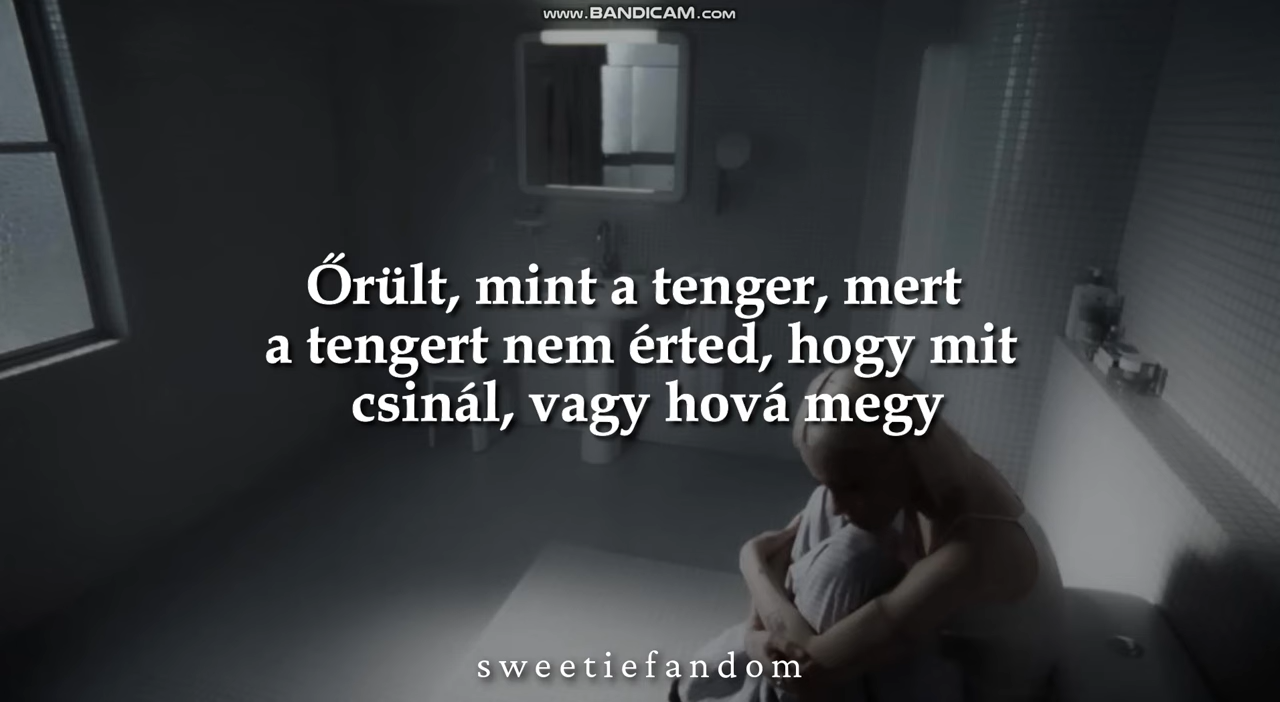 www.BANDICAM.com
Őrült, mint a tenger, mert
a tengert nem érted, hogy mit
csinál, vagy hová megy
sweetiefandom